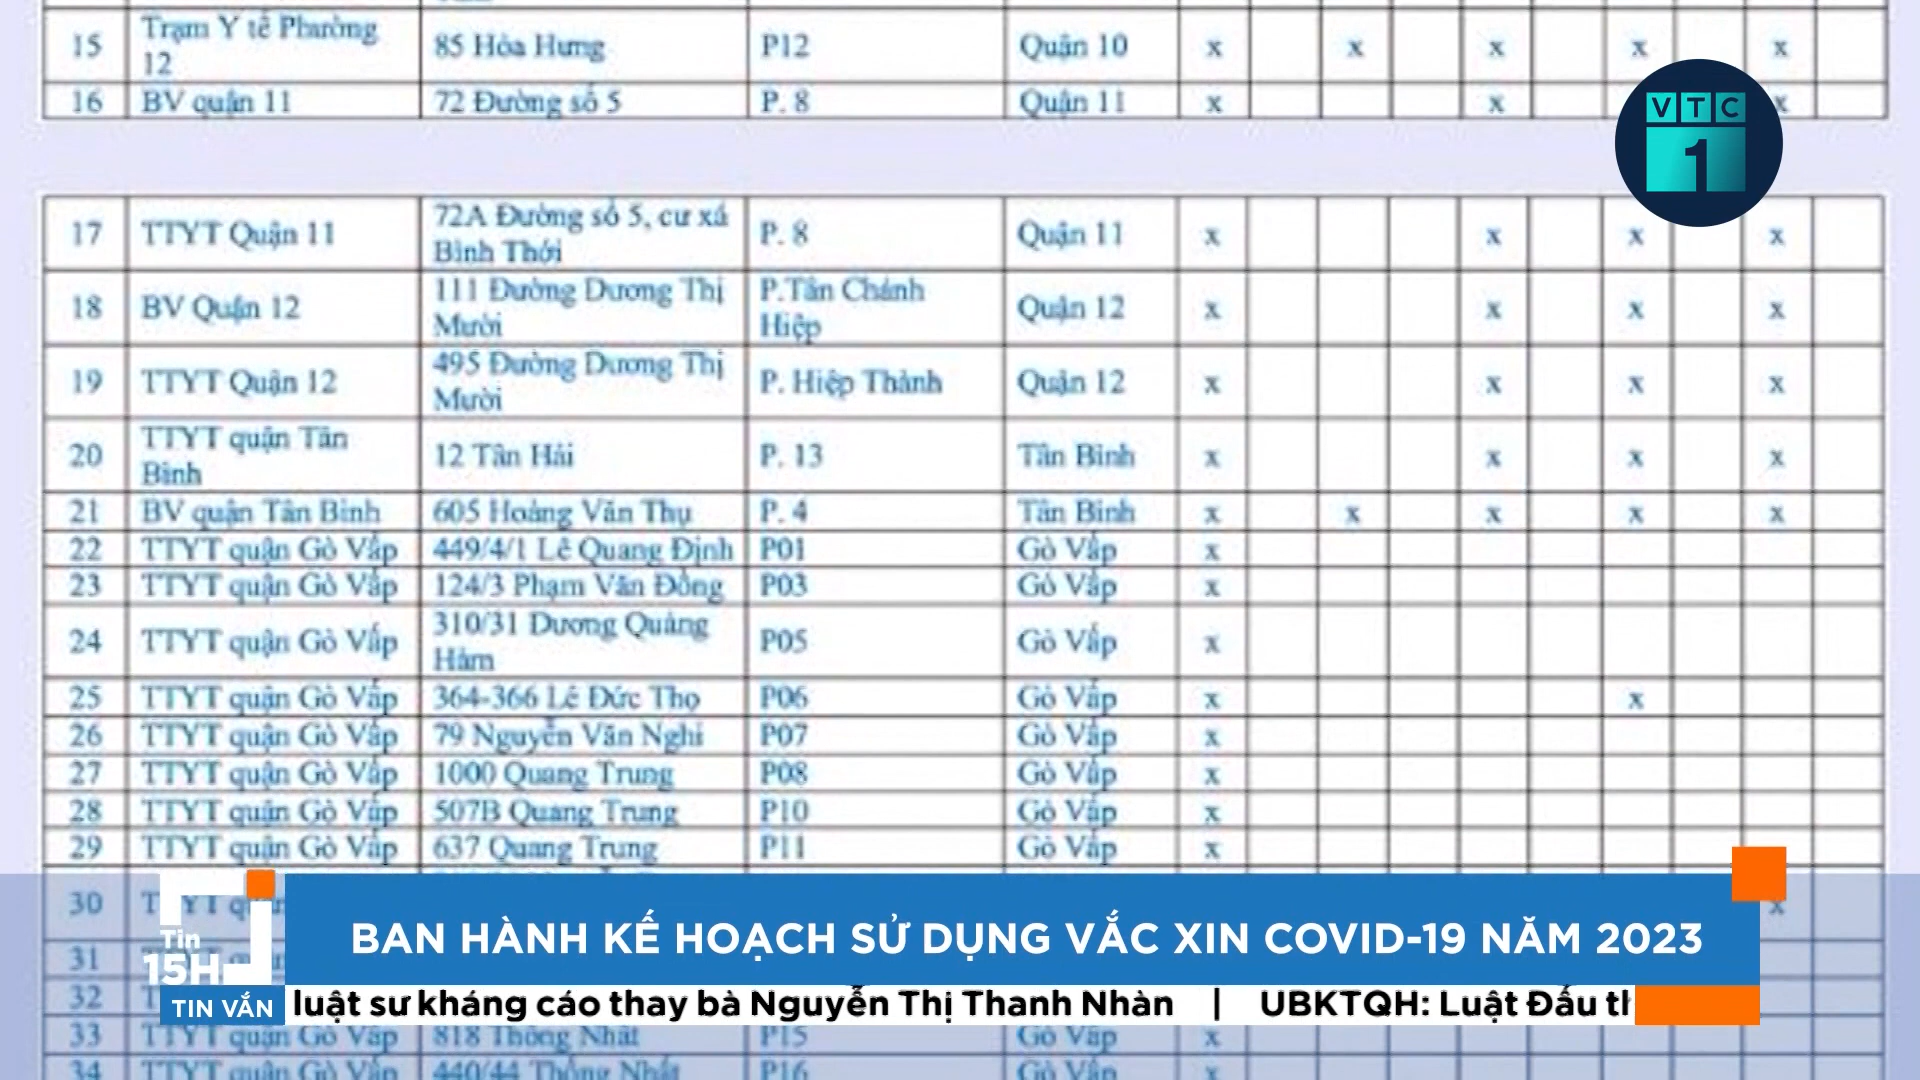 15 Trạm Y tế Phường 85 Hòa Hưng P12 Quận 10 x x x x x
12
16 BV quận 11 72 Đường số 5 P. 8 Quận 11 x x x
VTC
1
17 TTYT Quận 11 72A Đường số 5, cư xá P. 8 Quận 11 x x x x
Bình Thới
18 BV Quận 12 111 Đường Dương Thị P.Tân Chánh Quận 12 x x x x
Mười Hiệp
19 TTYT Quận 12 495 Đường Dương Thị P. Hiệp Thành Quận 12 x x x x
Mười
20 TTYT quận Tân 12 Tân Hải P. 13 Tân Bình x x x x
Bình
21 BV quận Tân Bình 605 Hoàng Văn Thụ P. 4 Tân Bình x x x x x
22 TTYT quận Gò Vấp 449/4/1 Lê Quang Định P01 Gò Vấp x
23 TTYT quận Gò Vấp 124/3 Phạm Văn Đồng P03 Gò Vấp x
24 TTYT quận Gò Vấp 310/31 Dương Quảng P05 Gò Vấp x
Hàm
25 TTYT quận Gò Vấp 364-366 Lê Đức Thọ P06 Gò Vấp x x
26 TTYT quận Gò Vấp 79 Nguyễn Văn Nghi P07 Gò Vấp x
27 TTYT quận Gò Vấp 1000 Quang Trung P08 Gò Vấp x
28 TTYT quận Gò Vấp 507B Quang Trung P10 Gò Vấp x
29 TTYT quận Gò Vấp 637 Quang Trung P11 Gò Vấp x
30 x
BAN HÀNH KẾ HOẠCH SỬ DỤNG VẮC XIN COVID-19 NĂM 2023
Tin
15H
31
32
TIN VẮN luật sư kháng cáo thay bà Nguyễn Thị Thanh Nhàn | UBKTQH: Luật Đấu
33 TTYT quận Gò Vấp 818 Thống Nhất P15 Gò Vấp x
34 TTYT quận Gò Vấp 440/44 Thống Nhất P16 Gò Vấp x